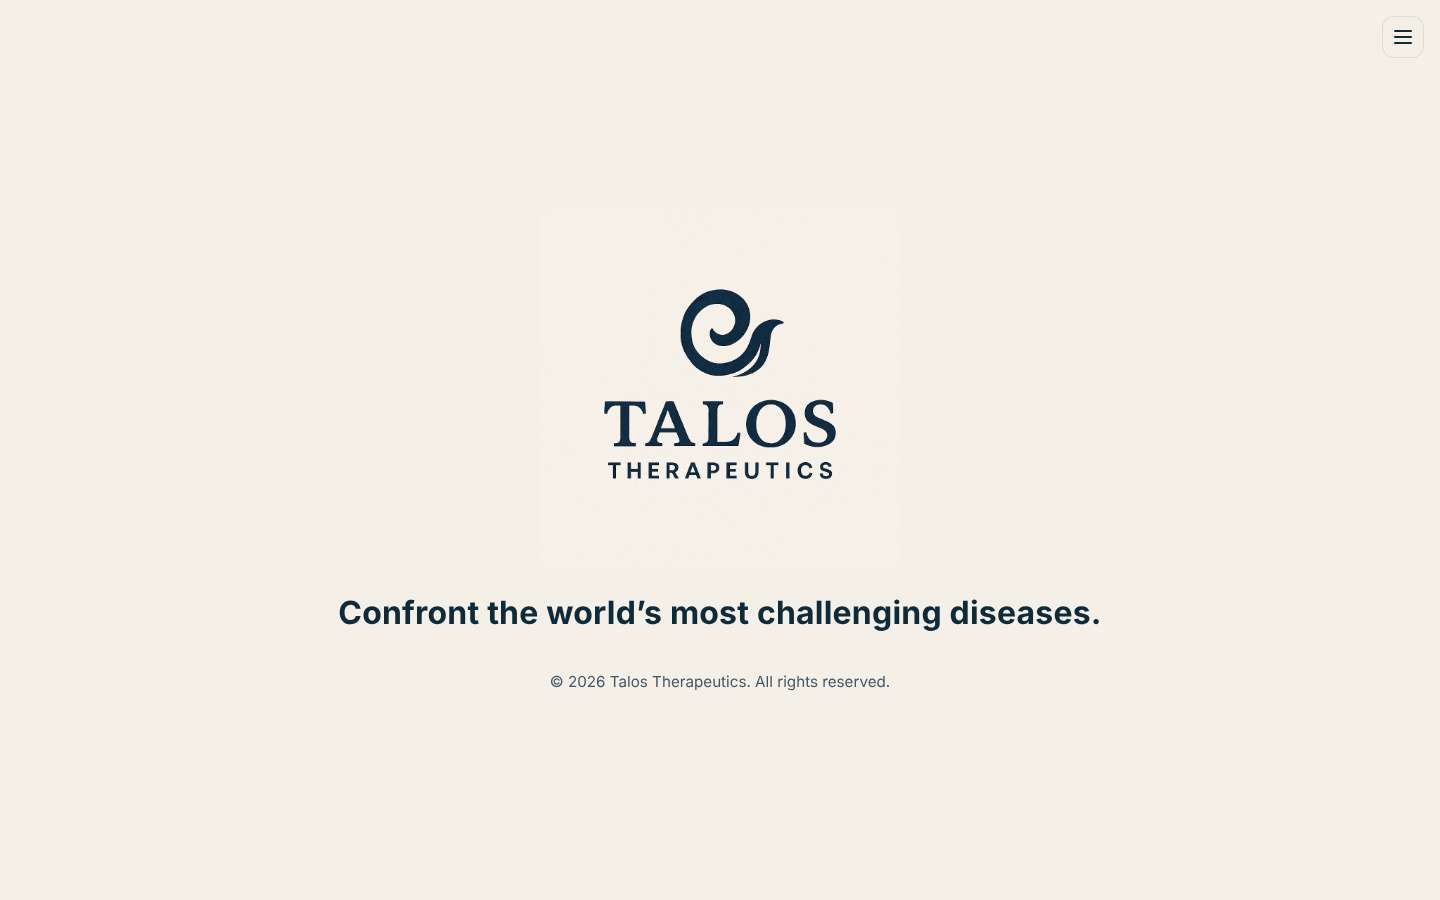 TALOS
THERAPEUTICS
Confront the world’s most challenging diseases.
© 2026 Talos Therapeutics. All rights reserved.